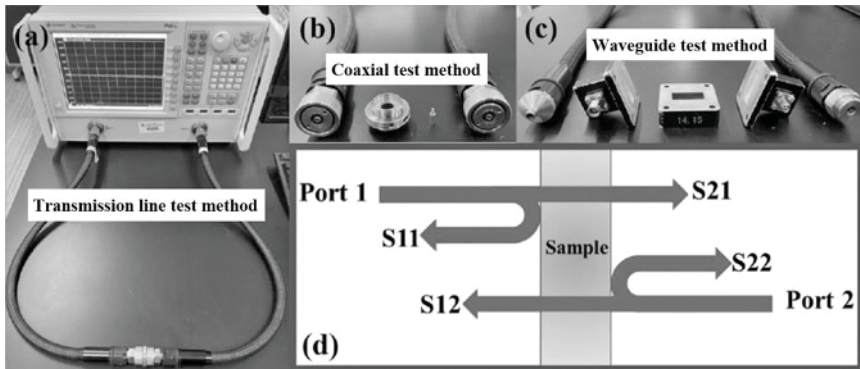 (a)
Transmission line test method
(b)
Coaxial test method
(c)
Waveguide test method
14.15
Port 1
S21
S11
Sample
S22
S12
Port 2
(d)